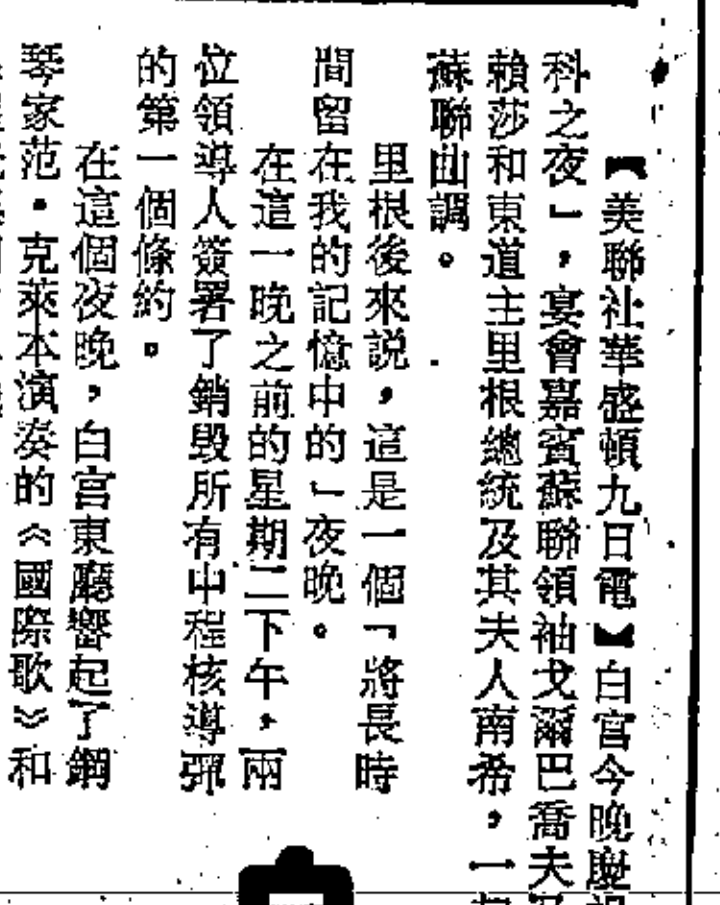 【美聯社華盛頓九日電】白宮今晚慶
科之夜」，宴會嘉賓蘇聯領袖戈爾巴喬夫及
賴莎和東道主里根總統及其夫人南希，一
蘇聯曲調。
里根後來説，這是一個「將長時
間留在我的記憶中的」夜晚。
在這一晚之前的星期二下午，兩
位領導人簽署了銷毀所有中程核導彈
的第一個條約。
在這個夜晚，白宮東廳響起了鋼
琴家范・克萊本演奏的《國際歌》和